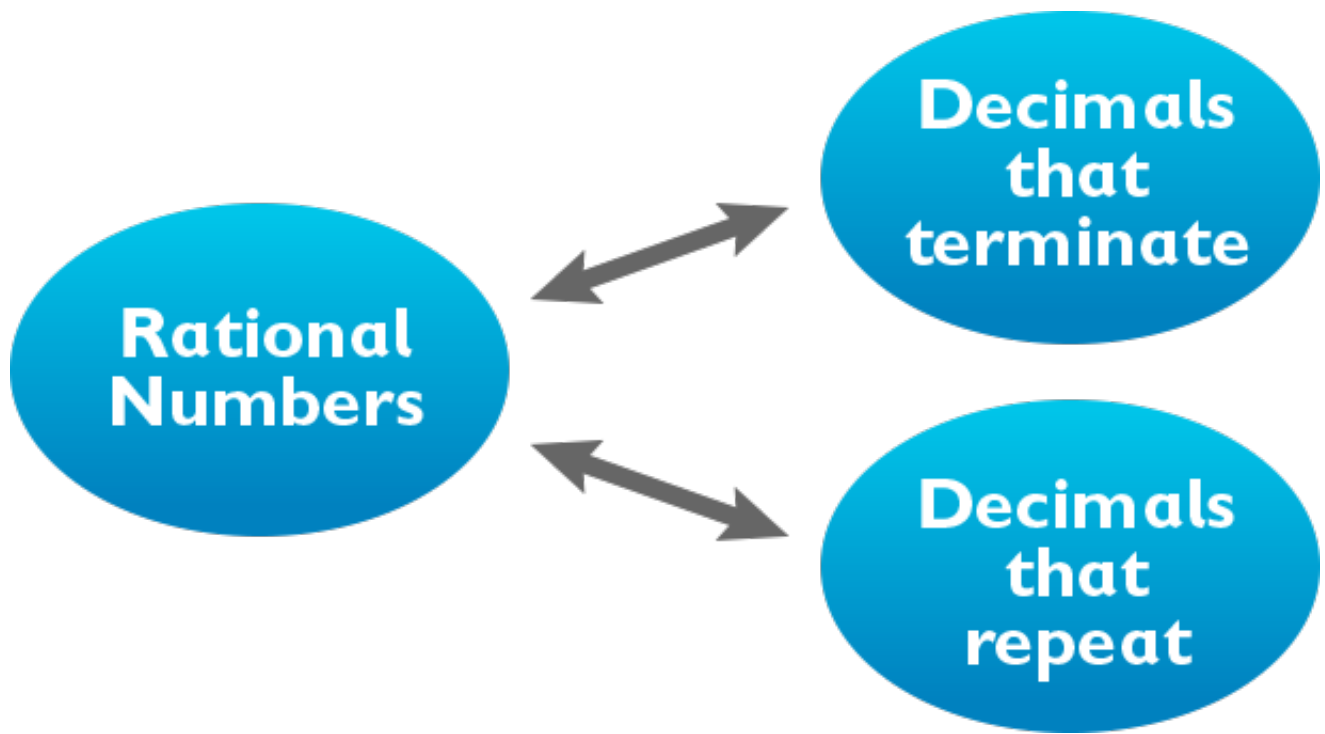 Rational
Numbers
Decimals
that
terminate
Decimals
that
repeat